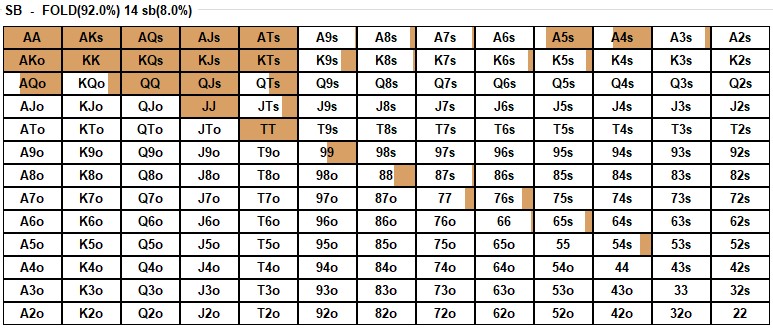 SB - FOLD(92.0%) 14 sb(8.0%)
AA AKs AQs AJs ATs A9s A8s A7s A6s A5s A4s A3s A2s
AKo KK KQs KJs KTs K9s K8s K7s K6s K5s K4s K3s K2s
AQo KQo QQ QJs QTs Q9s Q8s Q7s Q6s Q5s Q4s Q3s Q2s
AJo KJo QJo JJ JTs J9s J8s J7s J6s J5s J4s J3s J2s
ATo KTo QTo JTo TT T9s T8s T7s T6s T5s T4s T3s T2s
A9o K9o Q9o J9o T9o 99 98s 97s 96s 95s 94s 93s 92s
A8o K8o Q8o J8o T8o 98o 88 87s 86s 85s 84s 83s 82s
A7o K7o Q7o J7o T7o 97o 87o 77 76s 75s 74s 73s 72s
A6o K6o Q6o J6o T6o 96o 86o 76o 66 65s 64s 63s 62s
A5o K5o Q5o J5o T5o 95o 85o 75o 65o 55 54s 53s 52s
A4o K4o Q4o J4o T4o 94o 84o 74o 64o 54o 44 43s 42s
A3o K3o Q3o J3o T3o 93o 83o 73o 63o 53o 43o 33 32s
A2o K2o Q2o J2o T2o 92o 82o 72o 62o 52o 42o 32o 22